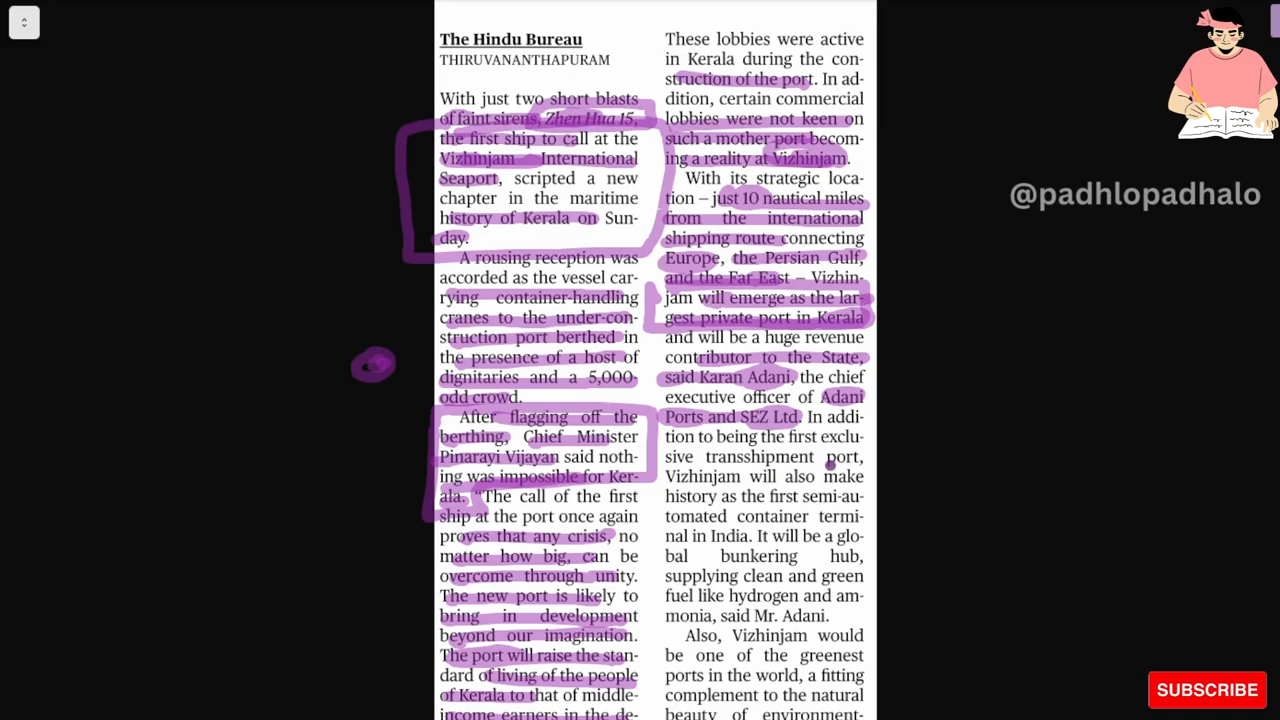 The Hindu Bureau
THIRUVANANTHAPURAM
With just two short blasts
of faint sirens, Zhen Hua 15,
the first ship to call at the
Vizhinjam International
Seaport, scripted a new
chapter in the maritime
history of Kerala on Sun-
day.
A rousing reception was
accorded as the vessel car-
rying container-handling
cranes to the under-con-
struction port berthed in
the presence of a host of
dignitaries and a 5,000-
odd crowd.
After flagging off the
berthing, Chief Minister
Pinarayi Vijayan said noth-
ing was impossible for Ker-
ala. “The call of the first
ship at the port once again
proves that any crisis, no
matter how big, can be
overcome through unity.
The new port is likely to
bring in development
beyond our imagination.
The port will raise the stan-
dard of living of the people
of Kerala to that of middle-
income earners in the de-
These lobbies were active
in Kerala during the con-
struction of the port. In ad-
dition, certain commercial
lobbies were not keen on
such a mother port becom-
ing a reality at Vizhinjam.
With its strategic loca-
tion – just 10 nautical miles
from the international
shipping route connecting
Europe, the Persian Gulf,
and the Far East – Vizhin-
jam will emerge as the lar-
gest private port in Kerala
and will be a huge revenue
contributor to the State,
said Karan Adani, the chief
executive officer of Adani
Ports and SEZ Ltd. In addi-
tion to being the first exclu-
sive transshipment port,
Vizhinjam will also make
history as the first semi-au-
tomated container termi-
nal in India. It will be a glo-
bal bunkering hub,
supplying clean and green
fuel like hydrogen and am-
monia, said Mr. Adani.
Also, Vizhinjam would
be one of the greenest
ports in the world, a fitting
complement to the natural
beauty of environment-
@padhlopadhalo
SUBSCRIBE